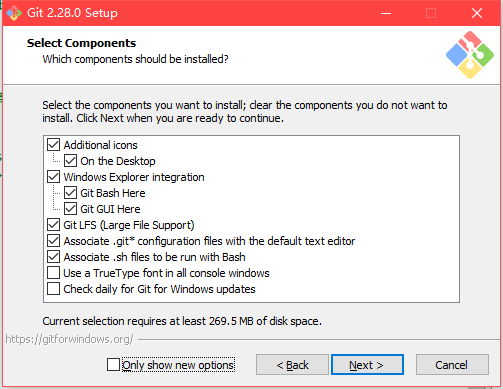 Git 2.28.0 Setup
Select Components
Which components should be installed?
Select the components you want to install; clear the components you do not want to
install. Click Next when you are ready to continue.
Additional icons
On the Desktop
Windows Explorer integration
Git Bash Here
Git GUI Here
Git LFS (Large File Support)
Associate .git* configuration files with the default text editor
Associate .sh files to be run with Bash
Use a TrueType font in all console windows
Check daily for Git for Windows updates
Current selection requires at least 269.5 MB of disk space.
https://gitforwindows.org/
Only show new options
< Back
Next >
Cancel